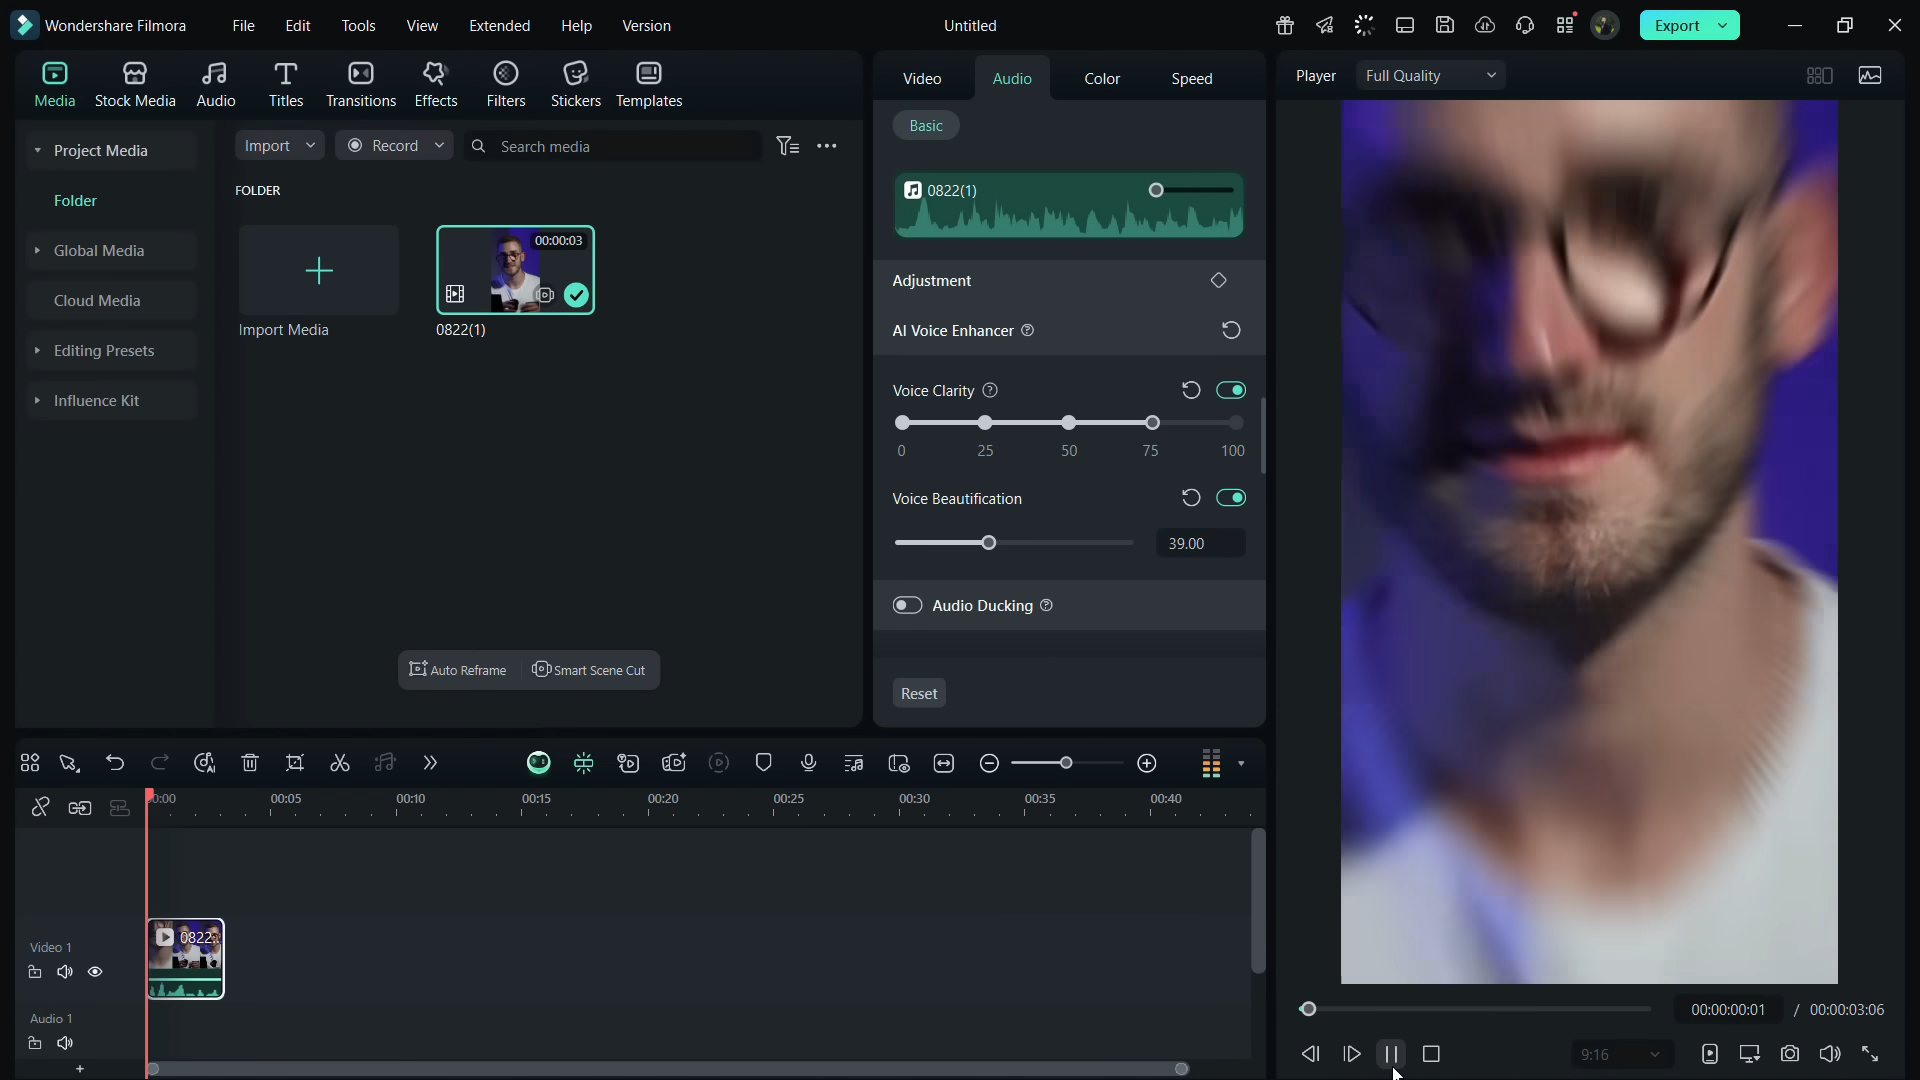 Wondershare Filmora
File Edit Tools View Extended Help Version
Untitled
Export
Media Stock Media Audio Titles Transitions Effects Filters Stickers Templates
Project Media
Folder
Global Media
Cloud Media
Editing Presets
Influence Kit
Import Record Search media
FOLDER
Import Media
00:00:03
0822(1)
Auto Reframe Smart Scene Cut
Video Audio Color Speed
Basic
0822(1)
Adjustment
AI Voice Enhancer
Voice Clarity
0 25 50 75 100
Voice Beautification
39.00
Audio Ducking
Reset
Player Full Quality
00:00:00:01 / 00:00:03:06
9:16
00:05 00:10 00:15 00:20 00:25 00:30 00:35 00:40
Video 1
0822
Audio 1